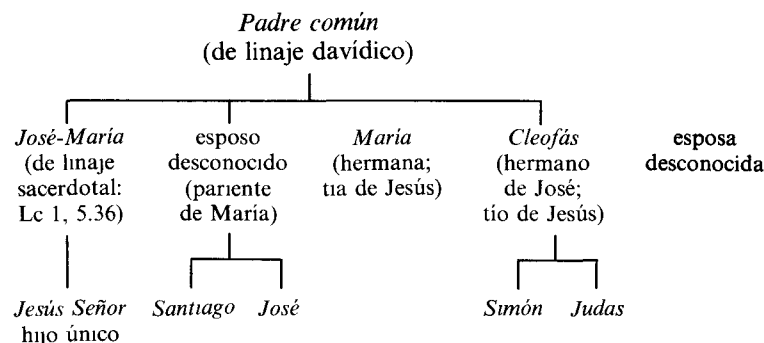 Padre común
(de linaje davídico)
José-María
(de linaje
sacerdotal:
Lc 1, 5.36)
esposo
desconocido
(pariente
de María)
María
(hermana;
tía de Jesús)
Cleofás
(hermano
de José;
tío de Jesús)
esposa
desconocida
Jesús Señor
hijo único
Santiago
José
Simón
Judas